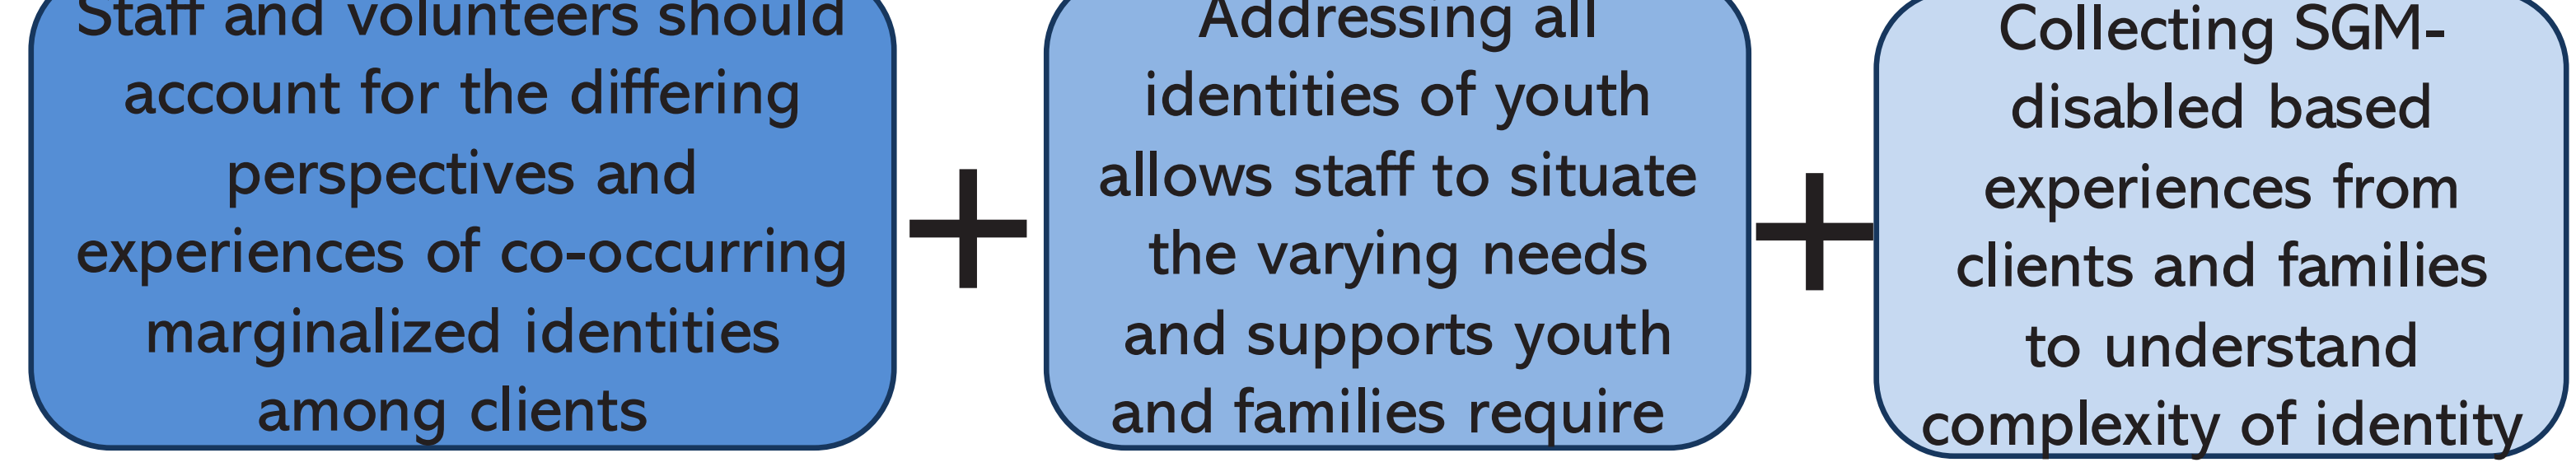 Staff and volunteers should
account for the differing
perspectives and
experiences of co-occurring
marginalized identities
among clients
+
Addressing all
identities of youth
allows staff to situate
the varying needs
and supports youth
and families require
+
Collecting SGM-
disabled based
experiences from
clients and families
to understand
complexity of identity